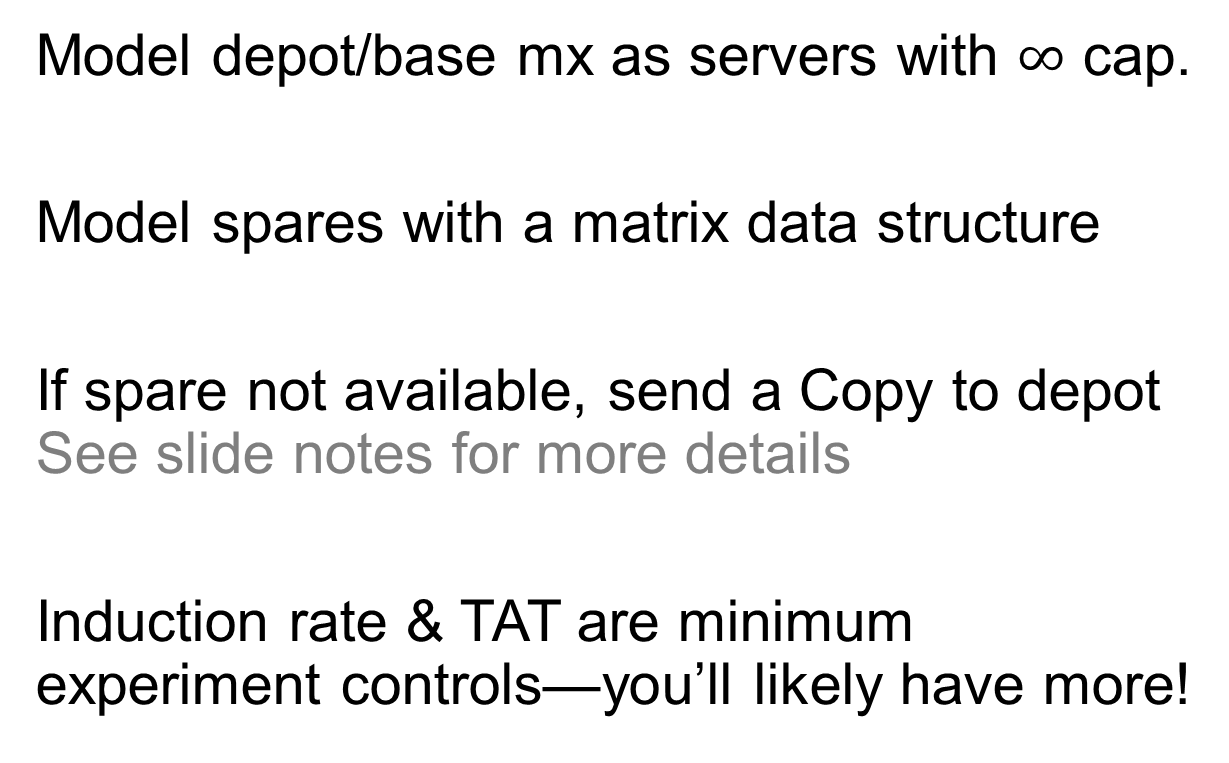 Model depot/base mx as servers with ∞ cap.
Model spares with a matrix data structure
If spare not available, send a Copy to depot
See slide notes for more details
Induction rate & TAT are minimum
experiment controls—you’ll likely have more!